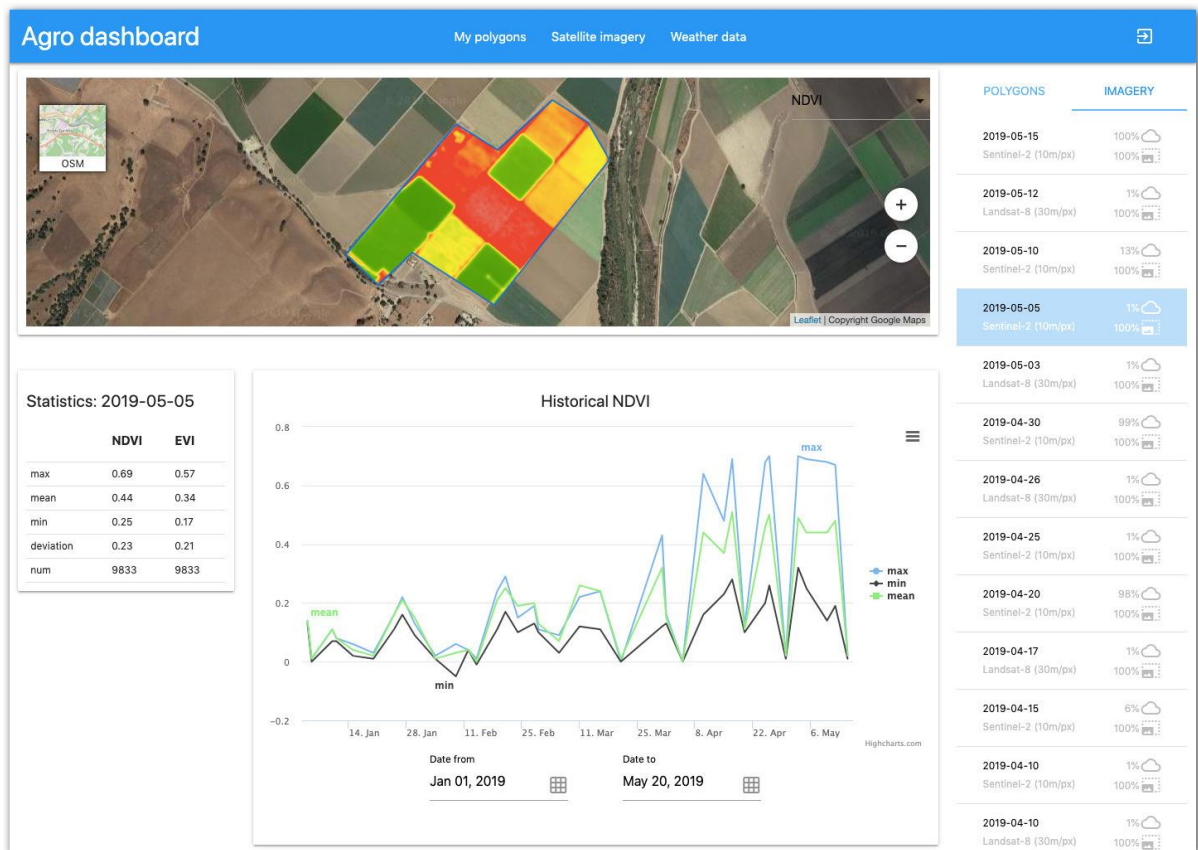 Agro dashboard
My polygons Satellite imagery Weather data
OSM
NDVI
+
−
Leaflet | Copyright Google Maps
POLYGONS IMAGERY
2019-05-15 100%
Sentinel-2 (10m/px) 100%
2019-05-12 1%
Landsat-8 (30m/px) 100%
2019-05-10 13%
Sentinel-2 (10m/px) 100%
2019-05-05 1%
Sentinel-2 (10m/px) 100%
2019-05-03 1%
Landsat-8 (30m/px) 100%
2019-04-30 99%
Sentinel-2 (10m/px) 100%
2019-04-26 1%
Landsat-8 (30m/px) 100%
2019-04-25 1%
Sentinel-2 (10m/px) 100%
2019-04-20 98%
Sentinel-2 (10m/px) 100%
2019-04-17 1%
Landsat-8 (30m/px) 100%
2019-04-15 6%
Sentinel-2 (10m/px) 100%
2019-04-10 1%
Sentinel-2 (10m/px) 100%
2019-04-10 1%
Landsat-8 (30m/px) 100%
Statistics: 2019-05-05
NDVI EVI
max 0.69 0.57
mean 0.44 0.34
min 0.25 0.17
deviation 0.23 0.21
num 9833 9833
Historical NDVI
0.8
0.6
0.4
0.2
0
-0.2
max
mean
min
max
min
mean
14. Jan 28. Jan 11. Feb 25. Feb 11. Mar 25. Mar 8. Apr 22. Apr 6. May
Highcharts.com
Date from Date to
Jan 01, 2019 May 20, 2019